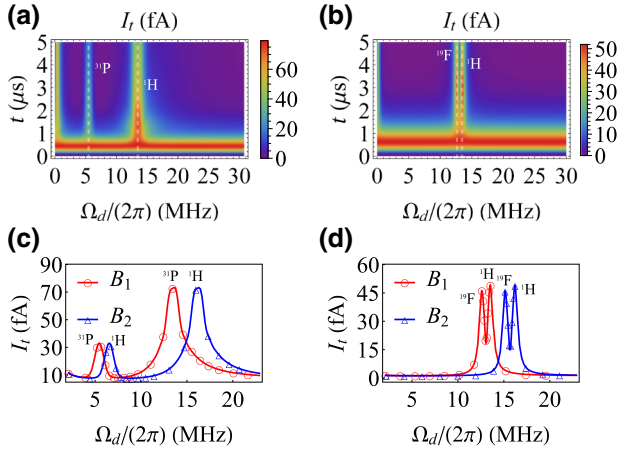 (a) I_t (fA)
t (μs)
5
4
3
2
1
0
³¹P
¹H
60
40
20
0
0 5 10 15 20 25 30
Ω_d/(2π) (MHz)
(b) I_t (fA)
t (μs)
5
4
3
2
1
0
¹⁹F
¹H
50
40
30
20
10
0
0 5 10 15 20 25 30
Ω_d/(2π) (MHz)
(c)
I_t (fA)
90
70
50
30
10
B₁
B₂
³¹P ¹H
³¹P ¹H
5 10 15 20
Ω_d/(2π) (MHz)
(d)
I_t (fA)
60
45
30
15
0
B₁
B₂
¹H
¹⁹F
¹⁹F
¹H
5 10 15 20
Ω_d/(2π) (MHz)